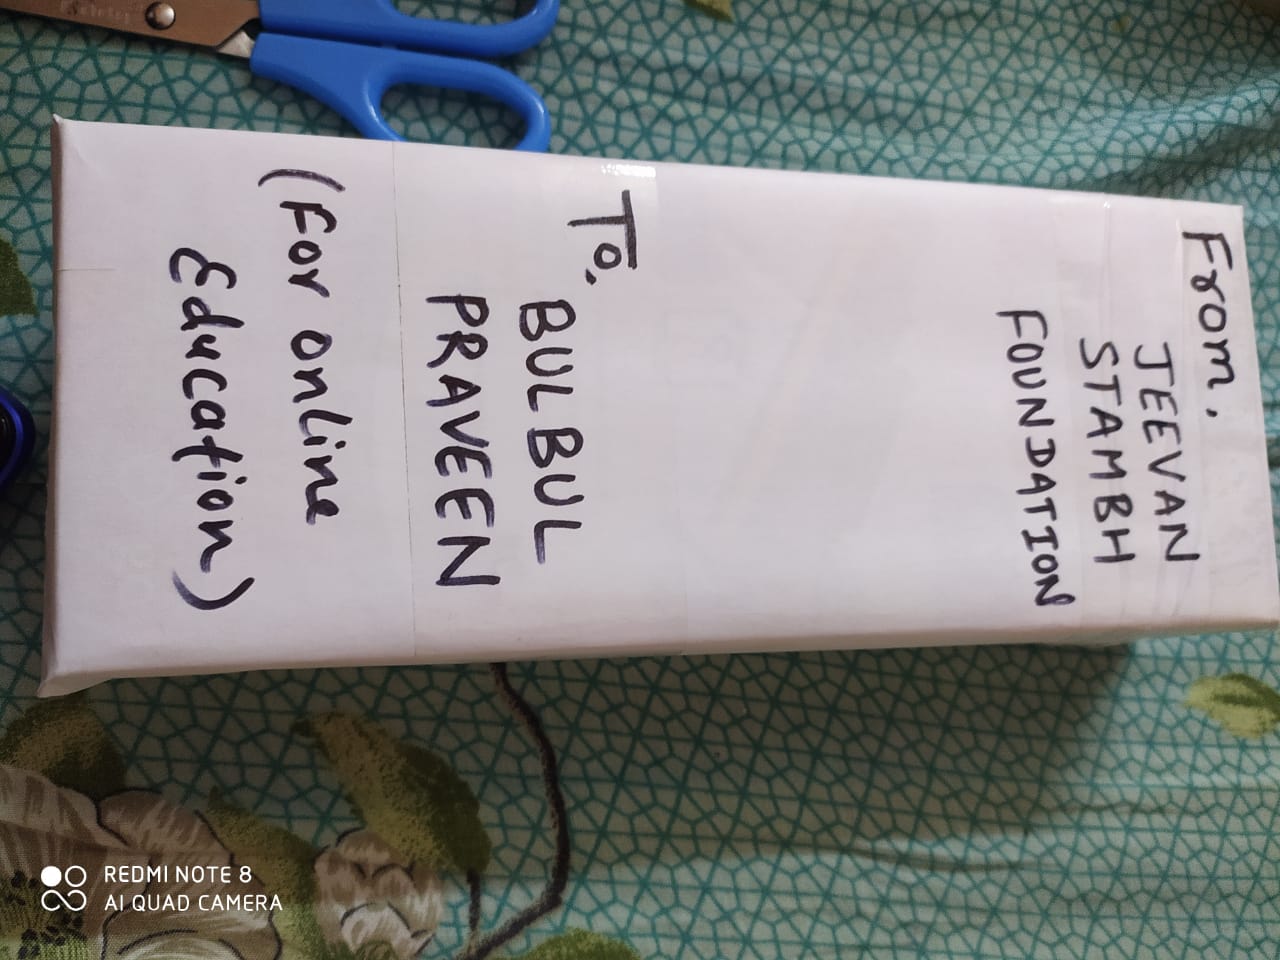 From,
JEEVAN
STAMBH
FOUNDATION
To,
BULBUL
PRAVEEN
(For online
Education)
REDMI NOTE 8
AI QUAD CAMERA